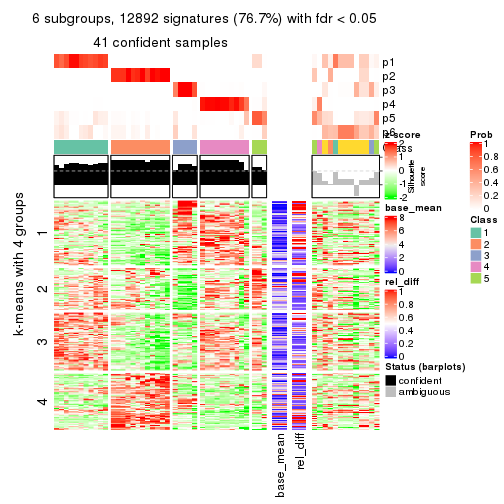 6 subgroups, 12892 signatures (76.7%) with fdr < 0.05
41 confident samples
p1
p2
p3
p4
p5
p6
Class
k-means with 4 groups
1
2
3
4
base_mean
rel_diff
z-score
2
1
0
-1
-2
Silhouette
score
base_mean
8
6
4
2
0
rel_diff
1
0.8
0.6
0.4
0.2
0
Status (barplots)
confident
ambiguous
Prob
1
0.8
0.6
0.4
0.2
0
Class
1
2
3
4
5